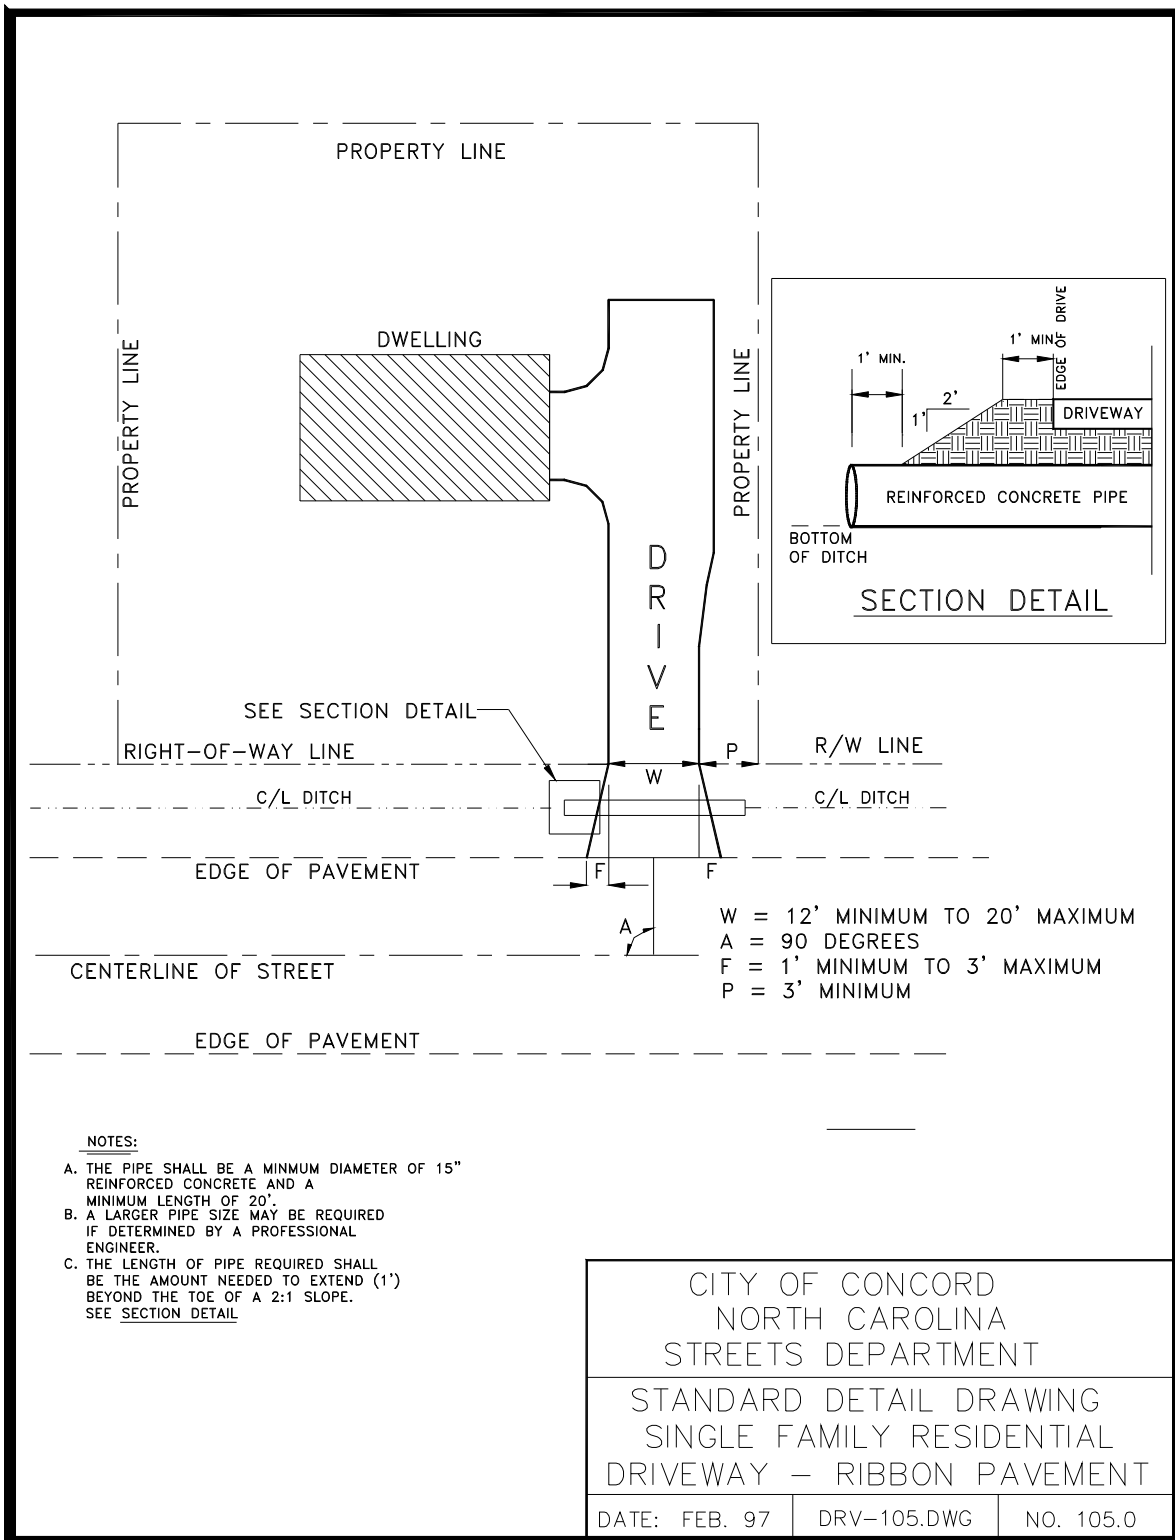 PROPERTY LINE
DWELLING
PROPERTY LINE
PROPERTY LINE
DRIVE
SEE SECTION DETAIL
RIGHT-OF-WAY LINE
R/W LINE
P
W
C/L DITCH
C/L DITCH
EDGE OF PAVEMENT
F
F
A
CENTERLINE OF STREET
EDGE OF PAVEMENT
W = 12' MINIMUM TO 20' MAXIMUM
A = 90 DEGREES
F = 1' MINIMUM TO 3' MAXIMUM
P = 3' MINIMUM
EDGE OF DRIVE
1' MIN.
1' MIN.
2'
1'
DRIVEWAY
REINFORCED CONCRETE PIPE
BOTTOM
OF DITCH
SECTION DETAIL
NOTES:
A. THE PIPE SHALL BE A MINMUM DIAMETER OF 15"
REINFORCED CONCRETE AND A
MINIMUM LENGTH OF 20'.
B. A LARGER PIPE SIZE MAY BE REQUIRED
IF DETERMINED BY A PROFESSIONAL
ENGINEER.
C. THE LENGTH OF PIPE REQUIRED SHALL
BE THE AMOUNT NEEDED TO EXTEND (1')
BEYOND THE TOE OF A 2:1 SLOPE.
SEE SECTION DETAIL
CITY OF CONCORD
NORTH CAROLINA
STREETS DEPARTMENT
STANDARD DETAIL DRAWING
SINGLE FAMILY RESIDENTIAL
DRIVEWAY - RIBBON PAVEMENT
DATE: FEB. 97
DRV-105.DWG
NO. 105.0